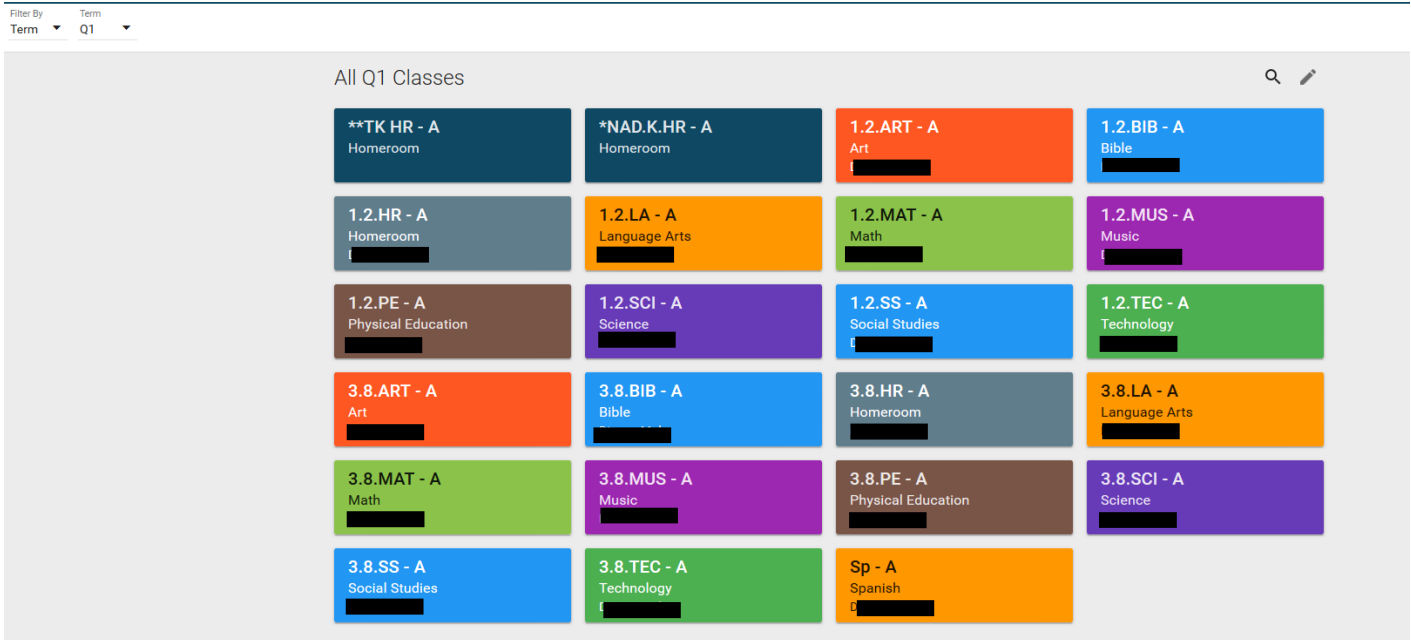 Filter By Term
Term Q1
All Q1 Classes
**TK HR - A
Homeroom
*NAD.K.HR - A
Homeroom
1.2.ART - A
Art
D
1.2.BIB - A
Bible
1.2.HR - A
Homeroom
1.2.LA - A
Language Arts
1.2.MAT - A
Math
1.2.MUS - A
Music
D
1.2.PE - A
Physical Education
1.2.SCI - A
Science
1.2.SS - A
Social Studies
D
1.2.TEC - A
Technology
3.8.ART - A
Art
3.8.BIB - A
Bible
3.8.HR - A
Homeroom
3.8.LA - A
Language Arts
3.8.MAT - A
Math
3.8.MUS - A
Music
3.8.PE - A
Physical Education
3.8.SCI - A
Science
3.8.SS - A
Social Studies
3.8.TEC - A
Technology
Sp - A
Spanish
D